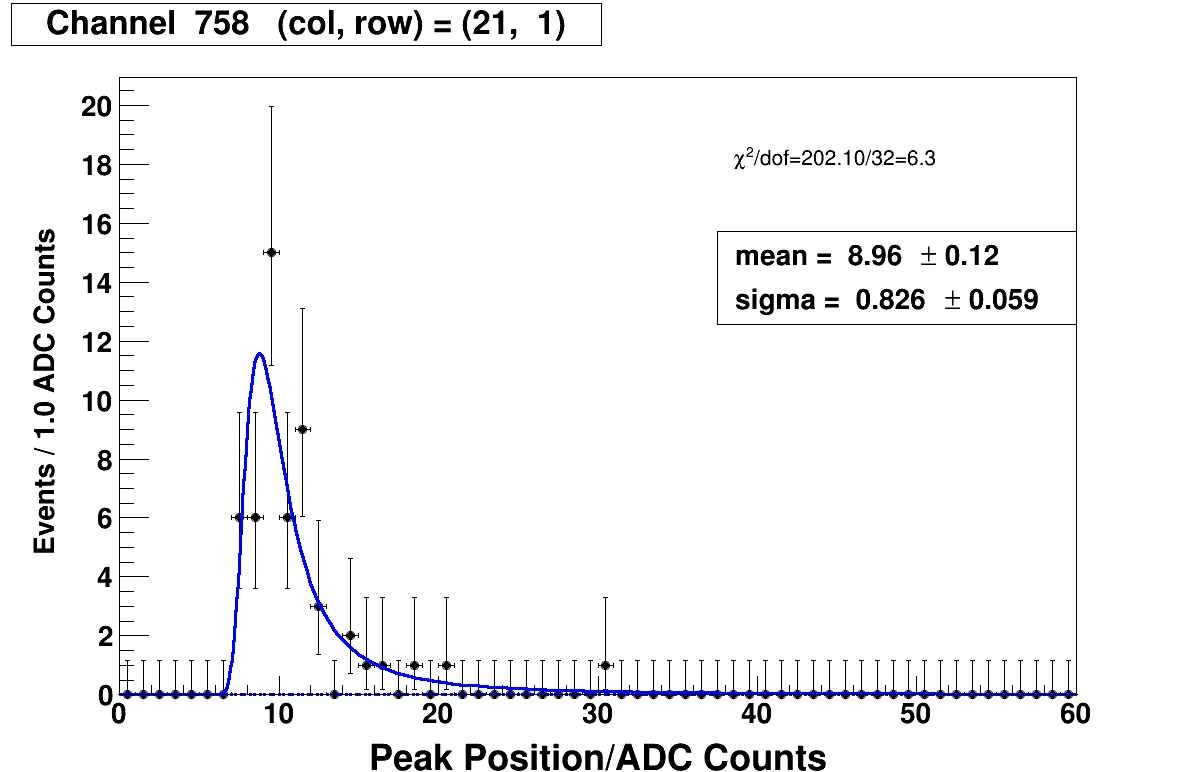 Channel 758 (col, row) = (21, 1)
χ²/dof=202.10/32=6.3
mean = 8.96 ± 0.12
sigma = 0.826 ± 0.059
Events / 1.0 ADC Counts
20
18
16
14
12
10
8
6
4
2
0
0 10 20 30 40 50 60
Peak Position/ADC Counts